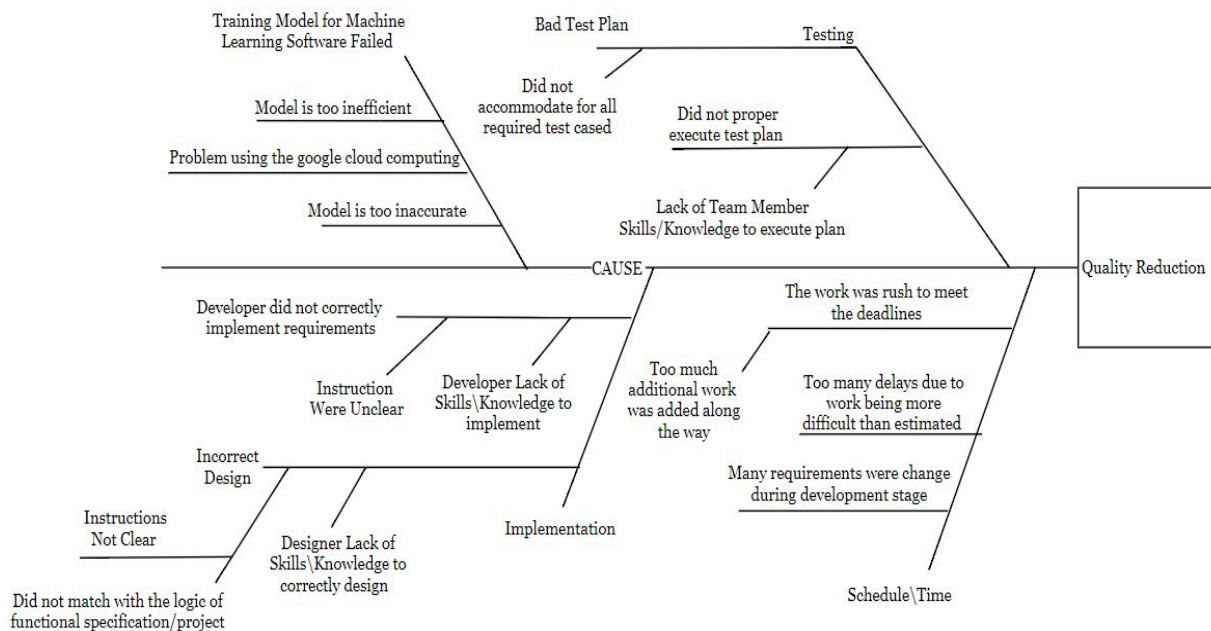 Training Model for Machine
Learning Software Failed
Model is too inefficient
Problem using the google cloud computing
Model is too inaccurate
Bad Test Plan
Testing
Did not
accommodate for all
required test cased
Did not proper
execute test plan
Lack of Team Member
Skills/Knowledge to execute plan
CAUSE
Quality Reduction
Developer did not correctly
implement requirements
Instruction
Were Unclear
Developer Lack of
Skills\Knowledge to
implement
Incorrect
Design
Instructions
Not Clear
Did not match with the logic of
functional specification/project
Designer Lack of
Skills\Knowledge to
correctly design
Implementation
The work was rush to meet
the deadlines
Too much
additional work
was added along
the way
Too many delays due to
work being more
difficult than estimated
Many requirements were change
during development stage
Schedule\Time